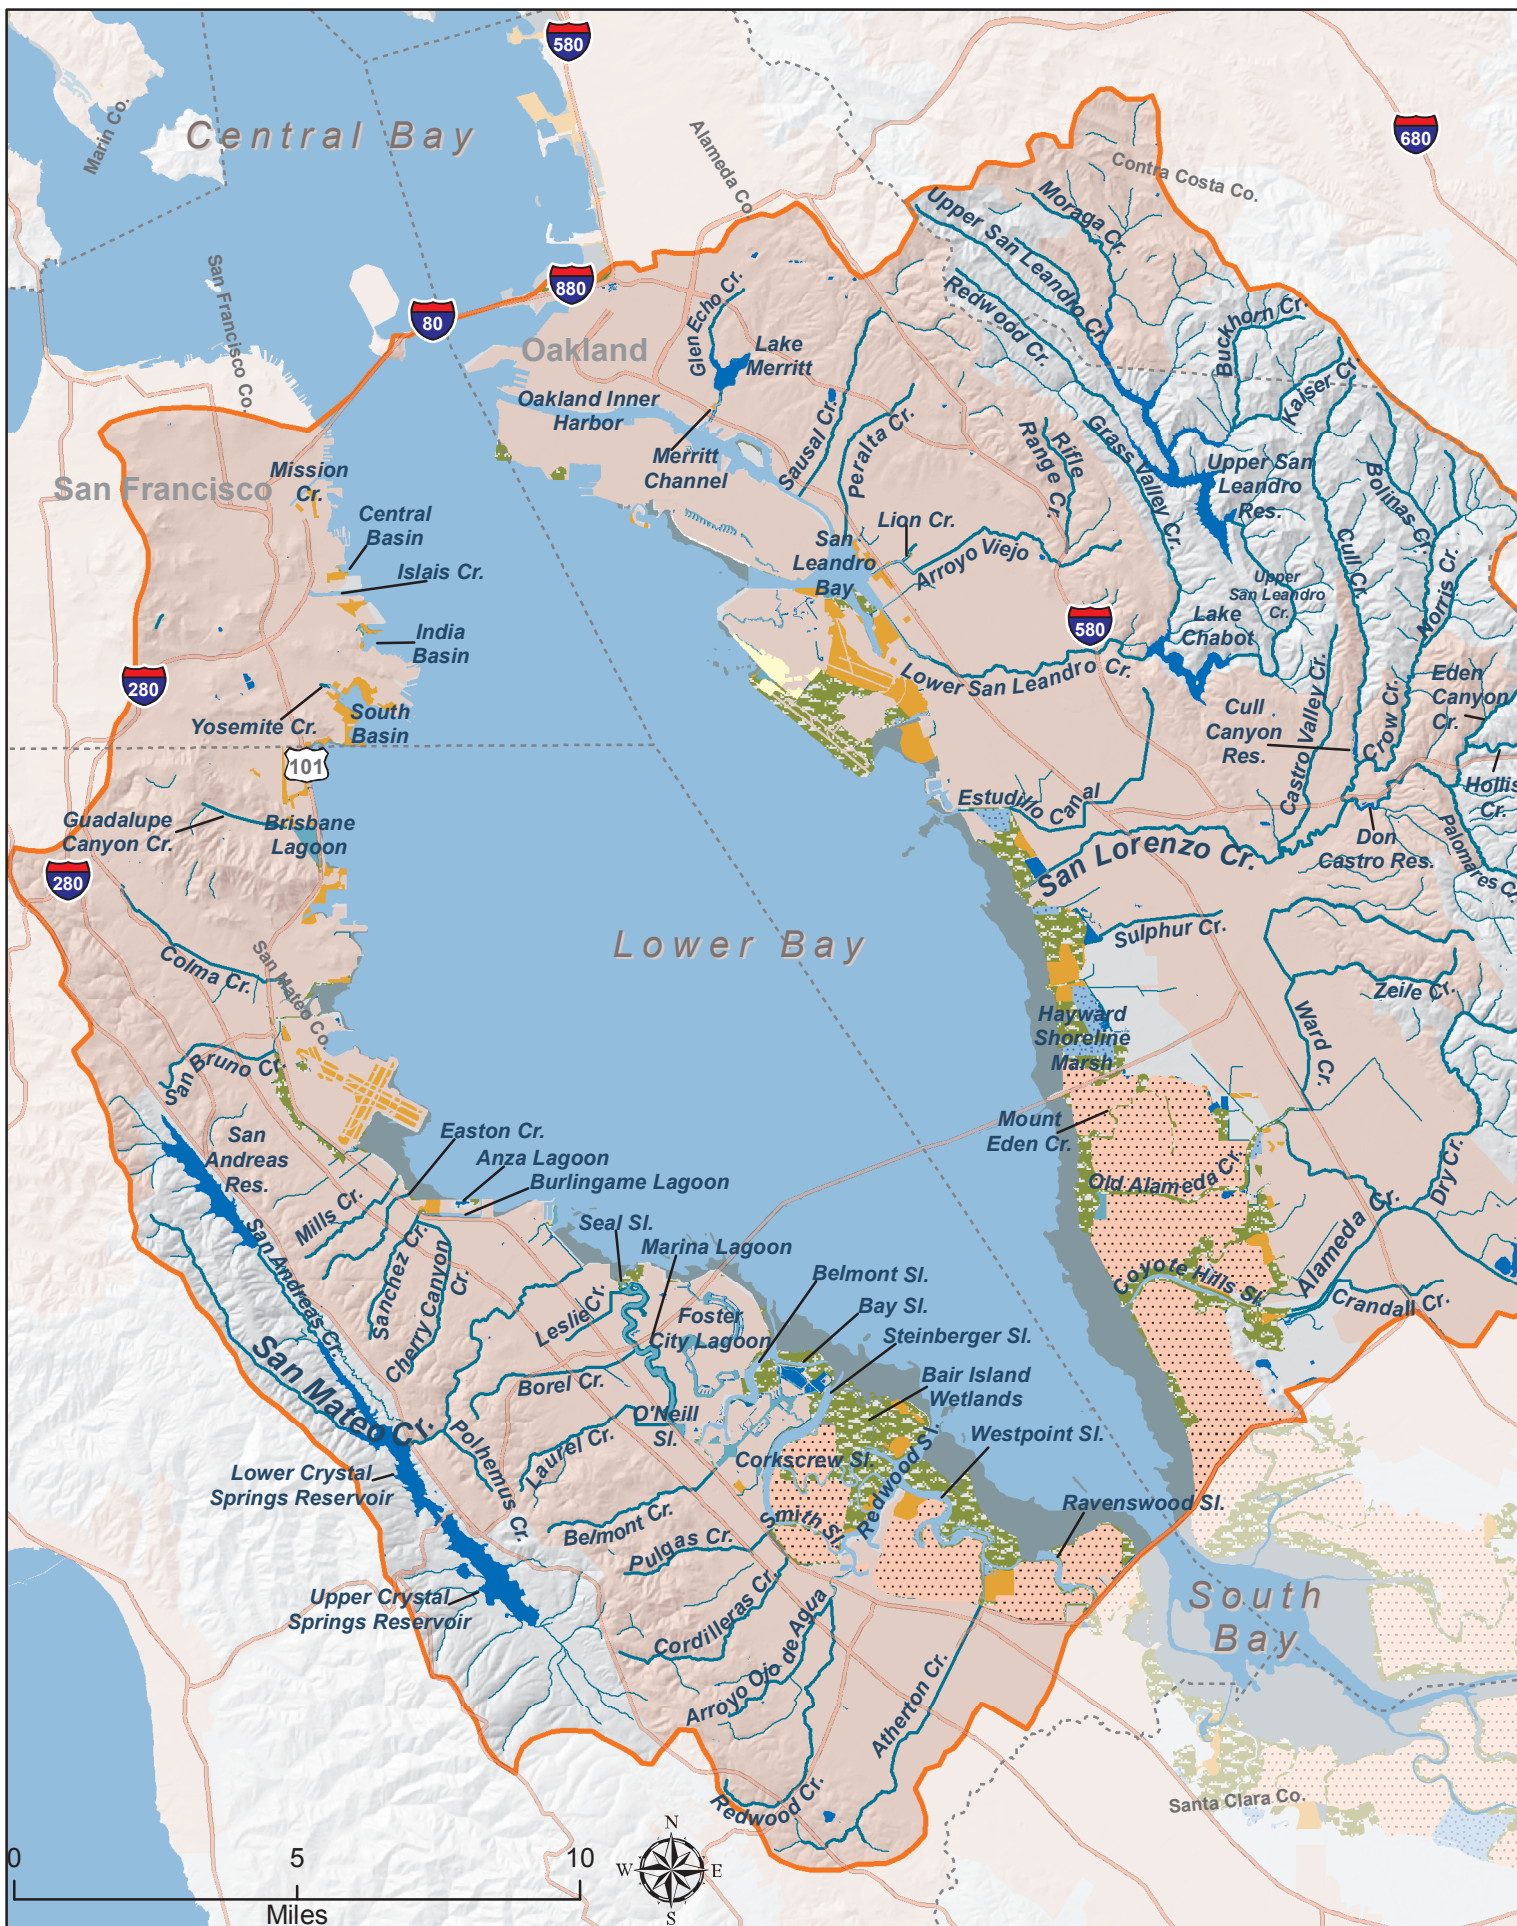 580
680
Marin Co.
Central Bay
Alameda Co.
Contra Costa Co.
Moraga Cr.
Upper San Leandro Cr.
San Francisco Co.
880
80
Glen Echo Cr.
Redwood Cr.
Buckhorn Cr.
Oakland
Lake
Merritt
Kaiser Cr.
Oakland Inner
Harbor
Sausal Cr.
Peralta Cr.
Rifle
Range Cr.
Grass Valley Cr.
Merritt
Channel
Upper San
Leandro
Res.
Bolinas Cr.
San Francisco
Mission
Cr.
Central
Basin
Lion Cr.
San
Leandro
Bay
Arroyo Viejo
Cull Cr.
Norris Cr.
Islais Cr.
Upper
San Leandro
Cr.
580
Lake
Chabot
India
Basin
280
Lower San Leandro Cr.
Eden
Canyon
Cr.
Yosemite Cr.
South
Basin
Cull
Canyon
Res.
Castro Valley Cr.
Crow Cr.
101
Hollis
Cr.
Estudillo Canal
Guadalupe
Canyon Cr.
Brisbane
Lagoon
San Lorenzo Cr.
Don
Castro Res.
Palomares Cr.
280
Lower Bay
Sulphur Cr.
Colma Cr.
San Mateo Co.
Zeile Cr.
Ward Cr.
Hayward
Shoreline
Marsh
San Bruno Cr.
Mount
Eden Cr.
San
Andreas
Res.
Easton Cr.
Anza Lagoon
Burlingame Lagoon
Old Alameda Cr.
Dry Cr.
Mills Cr.
Seal Sl.
Marina Lagoon
Alameda Cr.
San Andreas Cr.
Sanchez Cr.
Cherry Canyon
Cr.
Belmont Sl.
Bay Sl.
Coyote Hills Sl.
Crandall Cr.
Leslie Cr.
Foster
City Lagoon
Steinberger Sl.
San Mateo Cr.
Borel Cr.
Bair Island
Wetlands
O'Neill
Sl.
Westpoint Sl.
Polhemus Cr.
Laurel Cr.
Corkscrew Sl.
Redwood Sl.
Lower Crystal
Springs Reservoir
Ravenswood Sl.
Belmont Cr.
Smith Sl.
Pulgas Cr.
Upper Crystal
Springs Reservoir
South
Bay
Cordilleras Cr.
Arroyo Ojo de Agua
Atherton Cr.
Redwood Cr.
Santa Clara Co.
N
W E
S
0 5 10
Miles